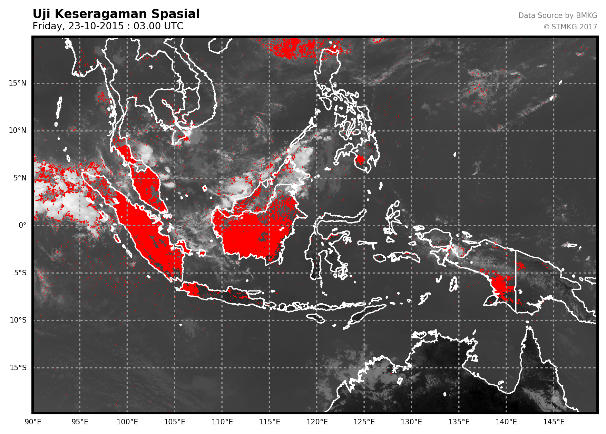 Uji Keseragaman Spasial
Friday, 23-10-2015 : 03.00 UTC
Data Source by BMKG
© STMKG 2017
15°N
10°N
5°N
0°
5°S
10°S
15°S
90°E 95°E 100°E 105°E 110°E 115°E 120°E 125°E 130°E 135°E 140°E 145°E